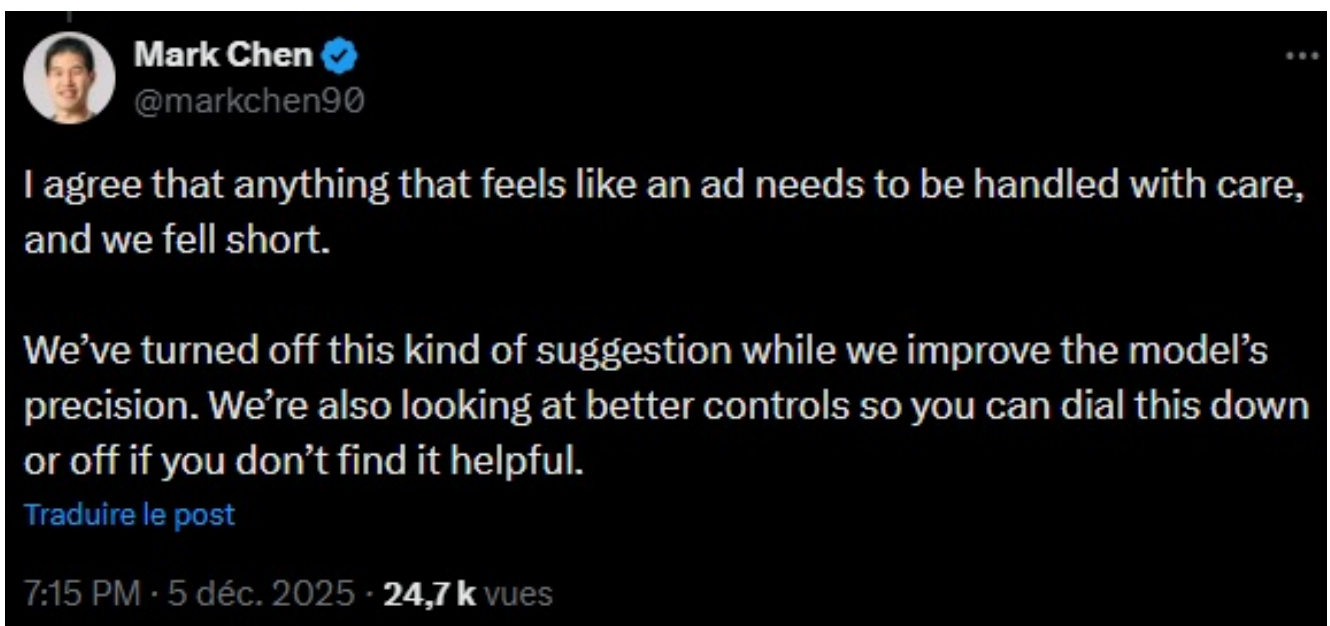 Mark Chen
@markchen90
I agree that anything that feels like an ad needs to be handled with care,
and we fell short.
We’ve turned off this kind of suggestion while we improve the model’s
precision. We’re also looking at better controls so you can dial this down
or off if you don’t find it helpful.
Traduire le post
7:15 PM · 5 déc. 2025 · 24,7 k vues